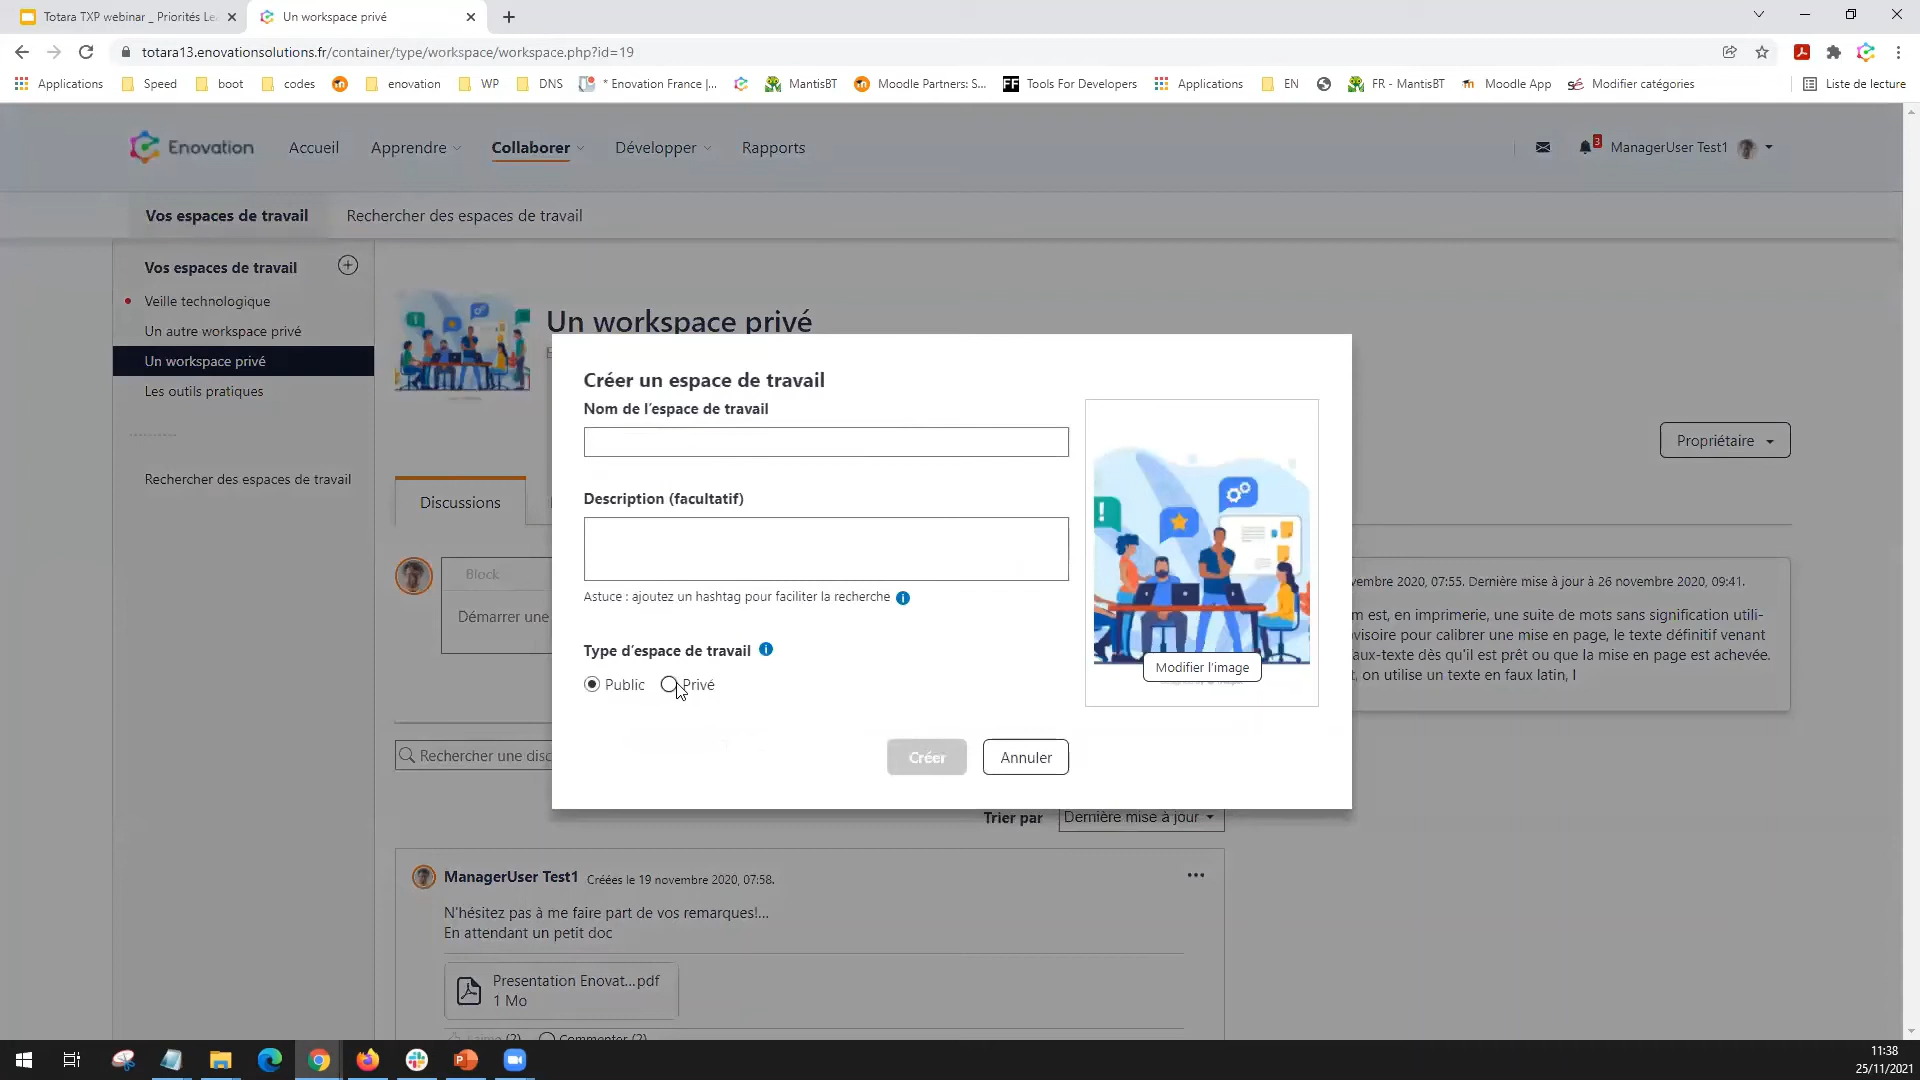 Totara TXP webinar _ Priorités Le
Un workspace privé
totara13.enovationsolutions.fr/container/type/workspace/workspace.php?id=19
Applications Speed boot codes enovation WP DNS * Enovation France |... MantisBT Moodle Partners: S... FF Tools For Developers Applications EN FR - MantisBT Moodle App Modifier catégories Liste de lecture
Enovation Accueil Apprendre Collaborer Développer Rapports 3 ManagerUser Test1
Vos espaces de travail Rechercher des espaces de travail
Vos espaces de travail
Veille technologique
Un autre workspace privé
Un workspace privé
Les outils pratiques
Rechercher des espaces de travail
Un workspace privé
Propriétaire
Discussions
Block
Démarrer une
Créer un espace de travail
Nom de l'espace de travail
Description (facultatif)
Astuce : ajoutez un hashtag pour faciliter la recherche
Type d'espace de travail
Public Privé
Modifier l'image
Créer Annuler
vembre 2020, 07:55. Dernière mise à jour à 26 novembre 2020, 09:41.
m est, en imprimerie, une suite de mots sans signification utili-
visoire pour calibrer une mise en page, le texte définitif venant
aux-texte dès qu'il est prêt ou que la mise en page est achevée.
, on utilise un texte en faux latin, l
Rechercher une disc
Trier par Dernière mise à jour
ManagerUser Test1 Créées le 19 novembre 2020, 07:58.
N'hésitez pas à me faire part de vos remarques!...
En attendant un petit doc
Presentation Enovat...pdf
1 Mo
J'aime (2) Commenter (2)
11:38
25/11/2021